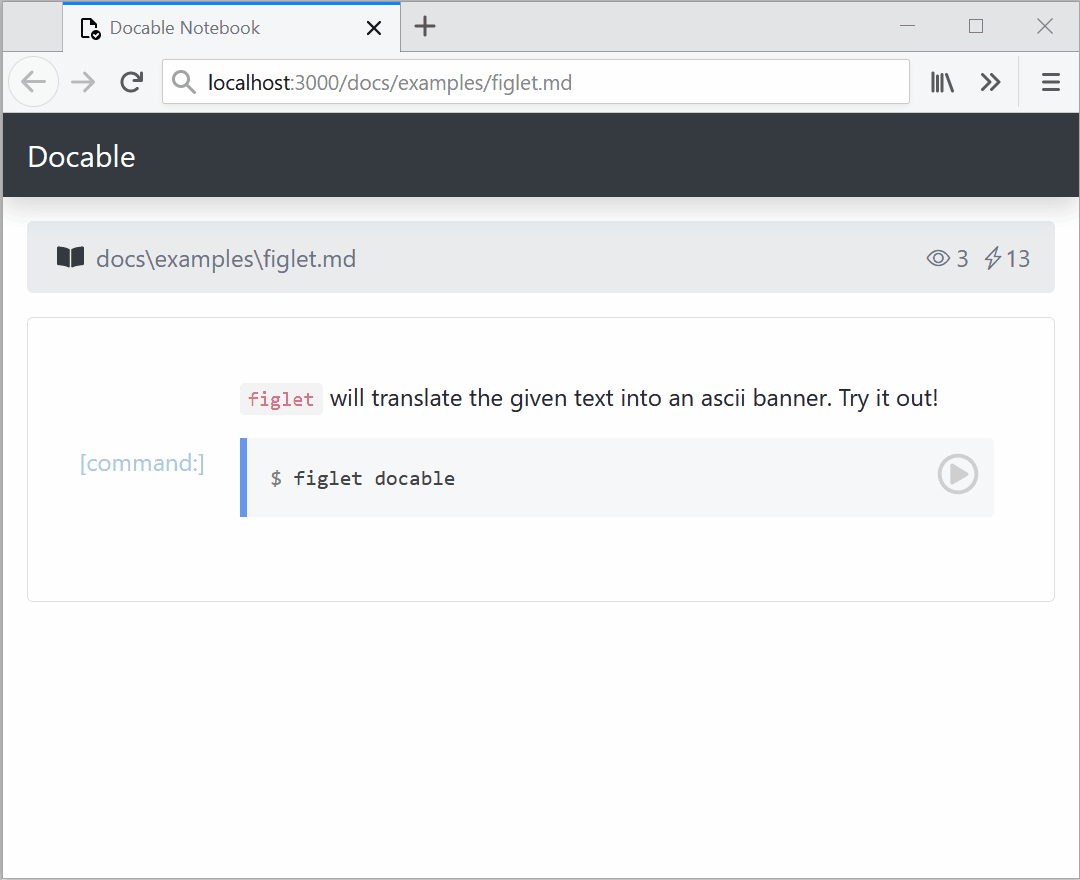 Docable Notebook
localhost:3000/docs/examples/figlet.md
Docable
docs\examples\figlet.md 3 13
figlet will translate the given text into an ascii banner. Try it out!
[command:]
$ figlet docable